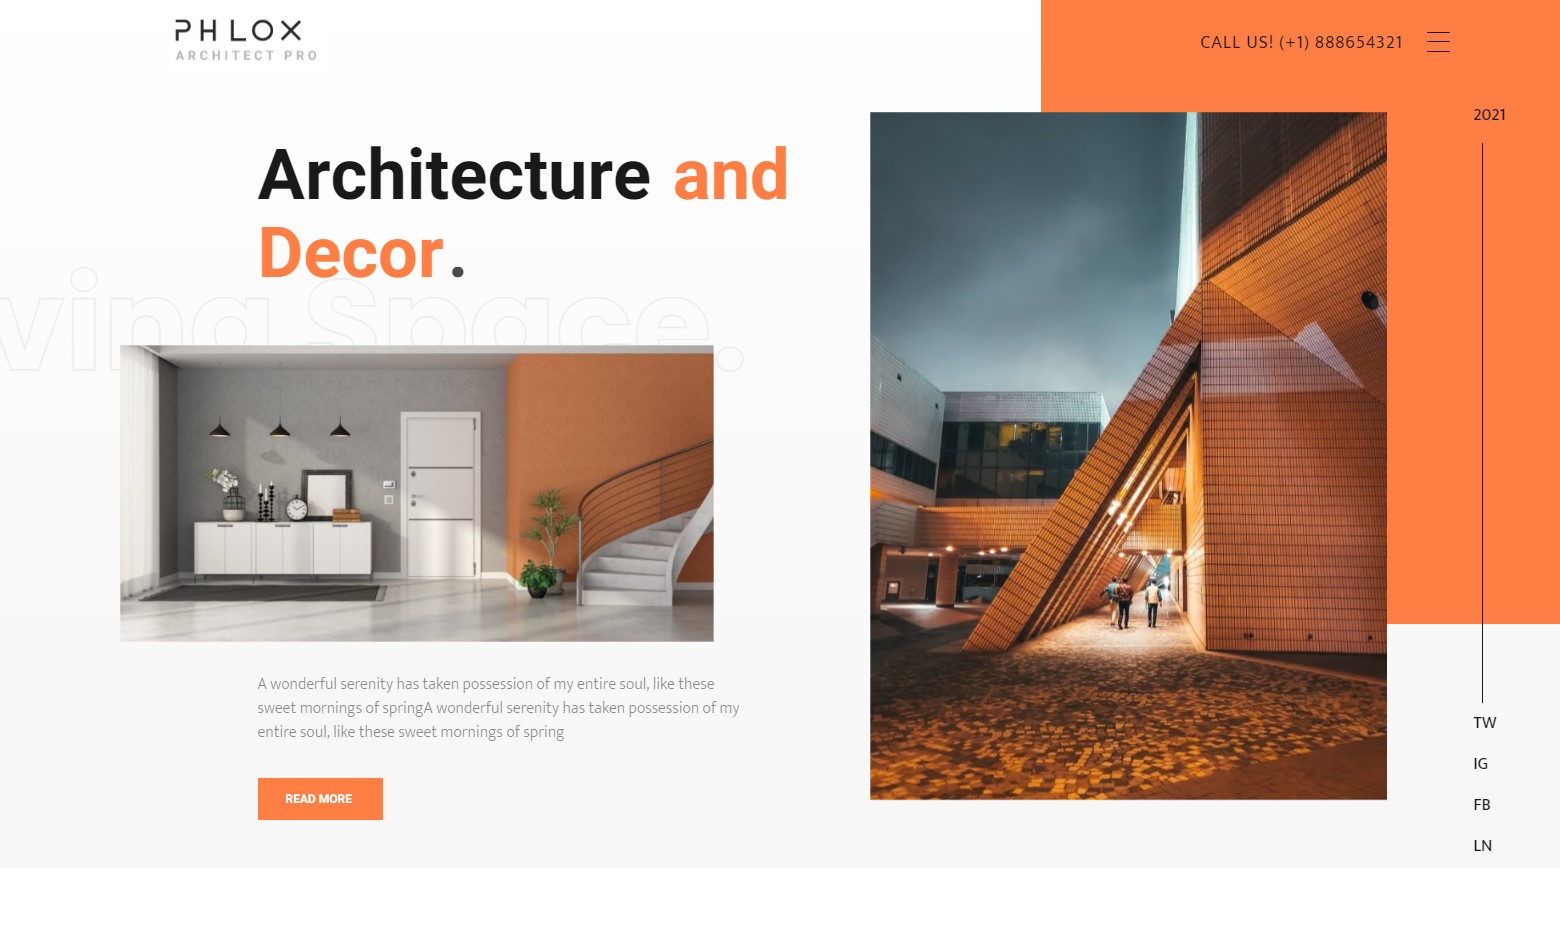 PHLOX
ARCHITECT PRO
CALL US! (+1) 888654321
2021
Architecture and
Decor.
ving Space.
A wonderful serenity has taken possession of my entire soul, like these
sweet mornings of springA wonderful serenity has taken possession of my
entire soul, like these sweet mornings of spring
READ MORE
TW
IG
FB
LN